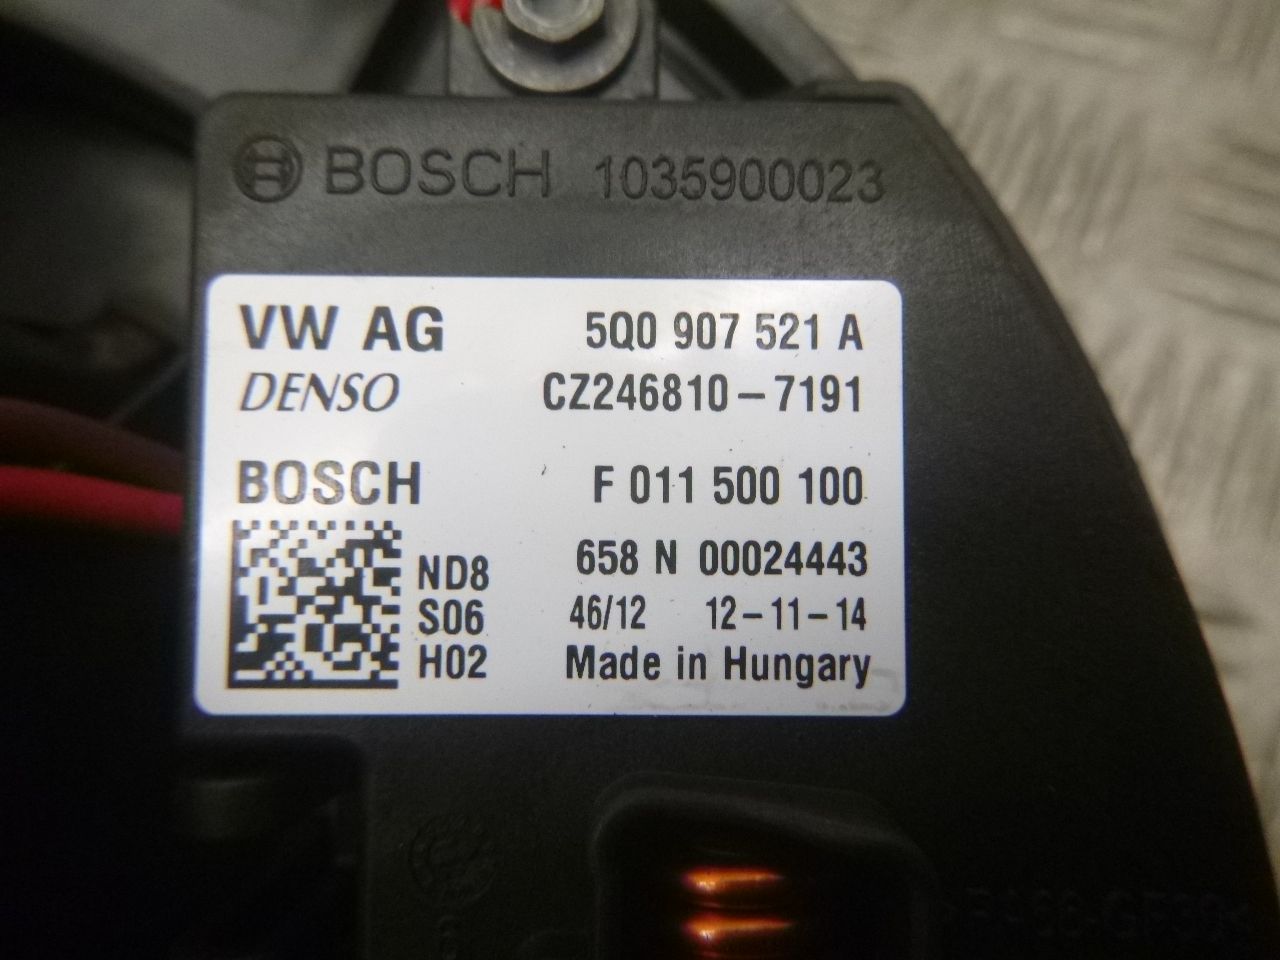 BOSCH 1035900023
VW AG 5Q0 907 521 A
DENSO CZ246810-7191
BOSCH F 011 500 100
ND8 658 N 00024443
S06 46/12 12-11-14
H02 Made in Hungary